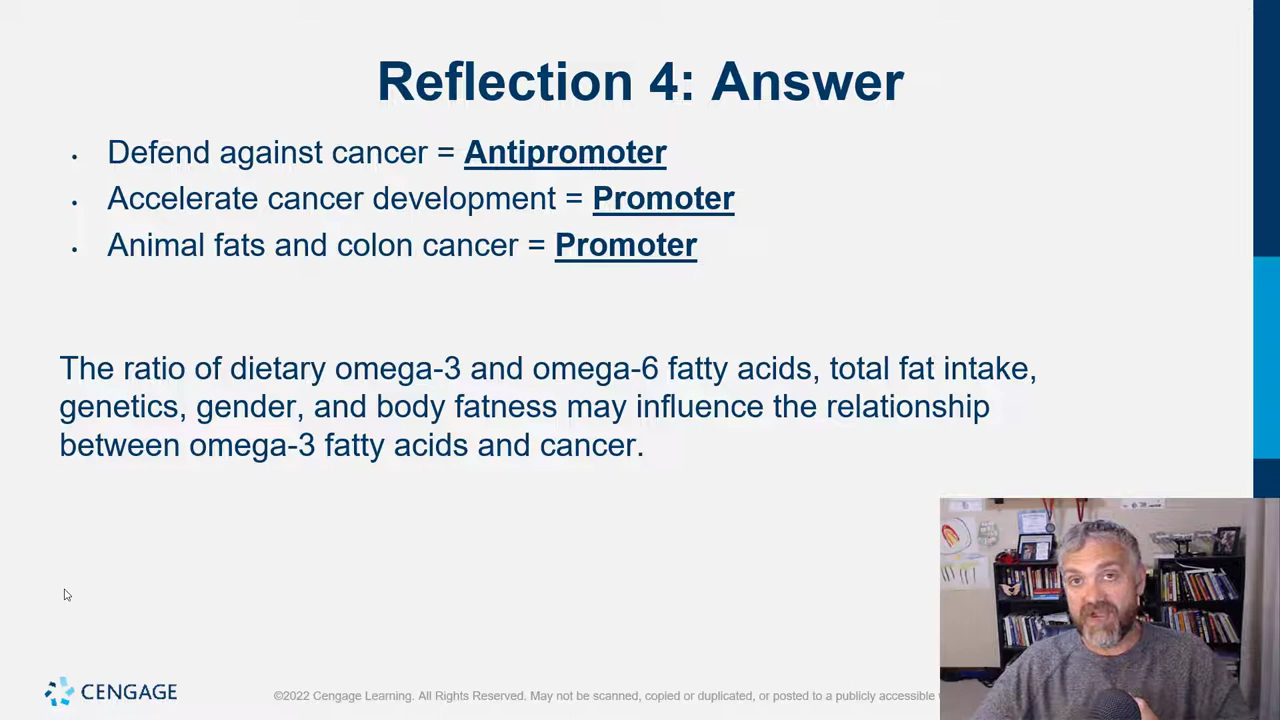 Reflection 4: Answer
• Defend against cancer = Antipromoter
• Accelerate cancer development = Promoter
• Animal fats and colon cancer = Promoter
The ratio of dietary omega-3 and omega-6 fatty acids, total fat intake,
genetics, gender, and body fatness may influence the relationship
between omega-3 fatty acids and cancer.
CENGAGE
©2022 Cengage Learning. All Rights Reserved. May not be scanned, copied or duplicated, or posted to a publicly accessible